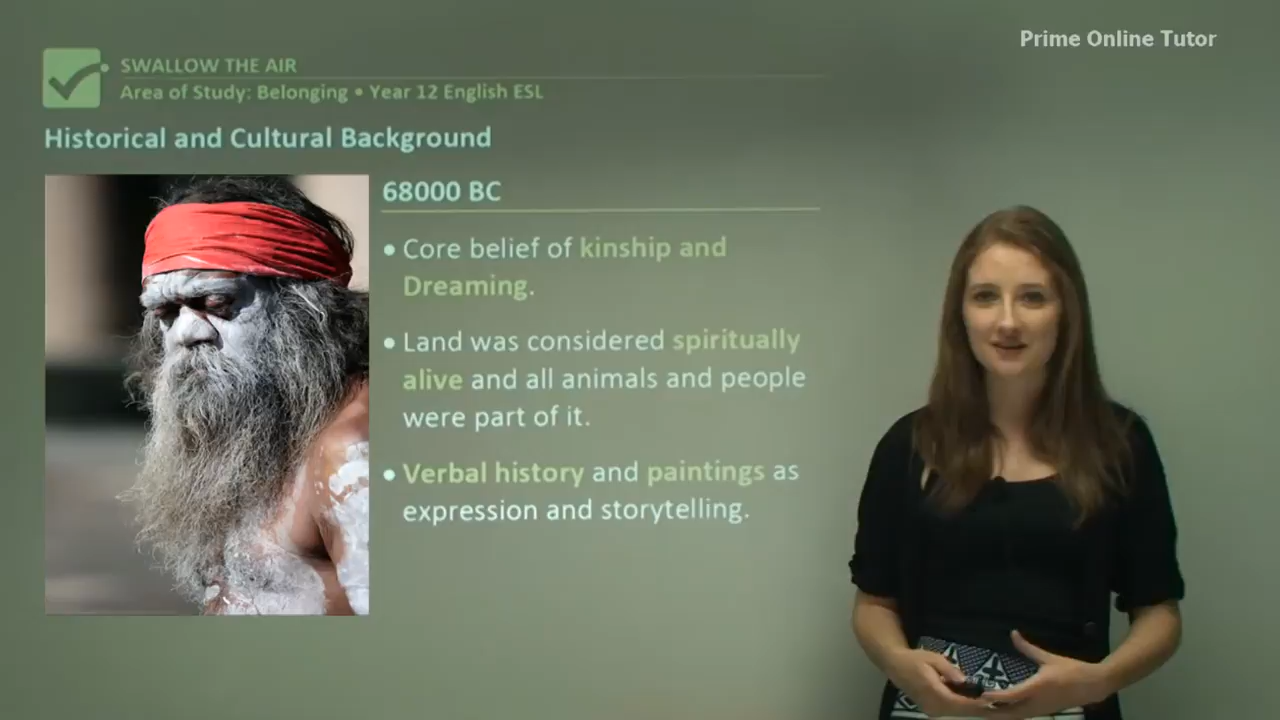 Prime Online Tutor
SWALLOW THE AIR
Area of Study: Belonging • Year 12 English ESL
Historical and Cultural Background
68000 BC
• Core belief of kinship and
Dreaming.
• Land was considered spiritually
alive and all animals and people
were part of it.
• Verbal history and paintings as
expression and storytelling.